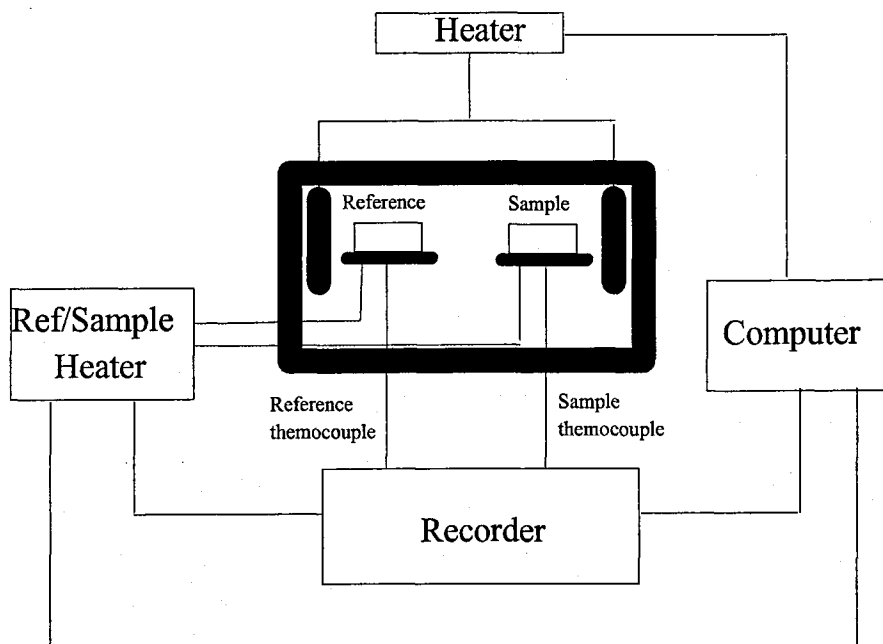 Heater
Reference
Sample
Ref/Sample
Heater
Computer
Reference
themocouple
Sample
themocouple
Recorder